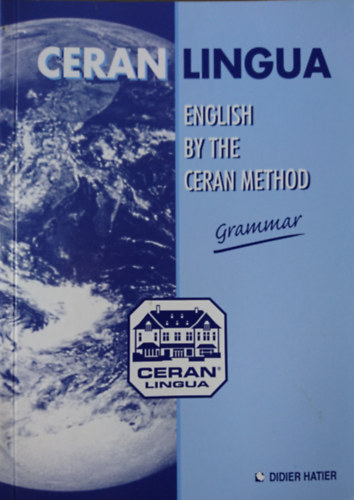 CERAN LINGUA
ENGLISH
BY THE
CERAN METHOD
Grammar
CERAN®
LINGUA
DIDIER HATIER